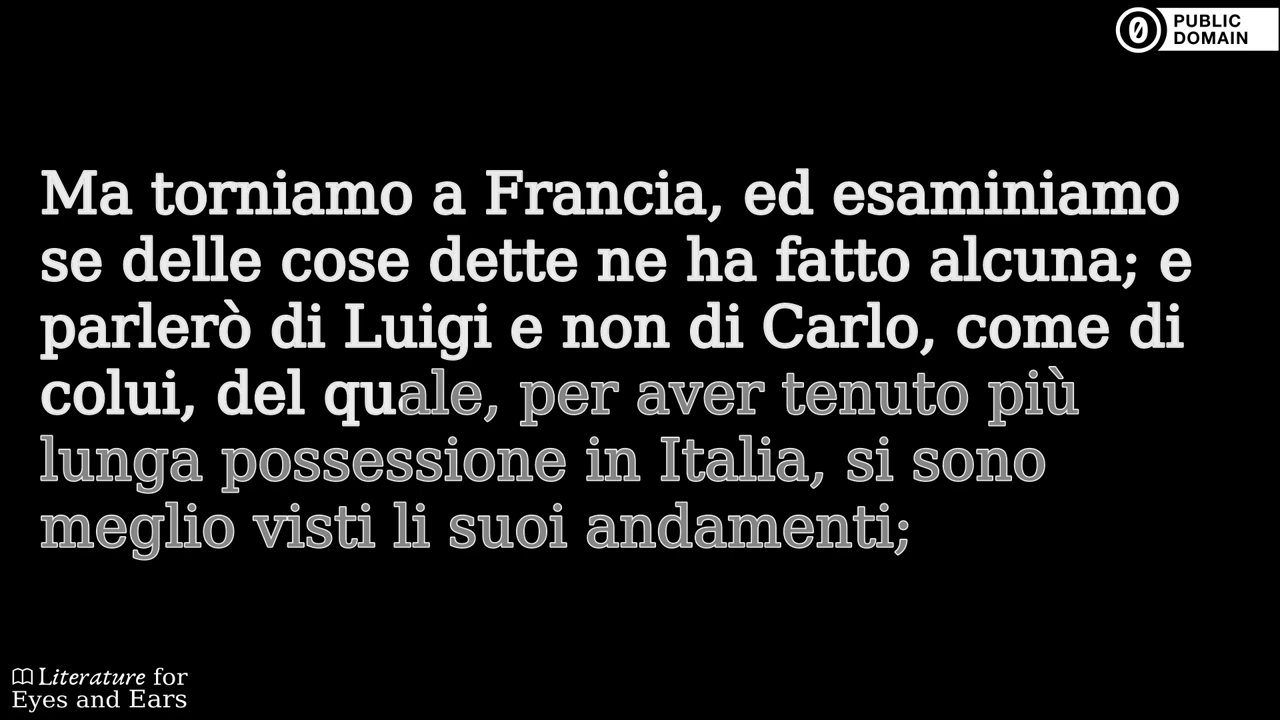 PUBLIC
DOMAIN
Ma torniamo a Francia, ed esaminiamo
se delle cose dette ne ha fatto alcuna; e
parlerò di Luigi e non di Carlo, come di
colui, del quale, per aver tenuto più
lunga possessione in Italia, si sono
meglio visti li suoi andamenti;
Literature for
Eyes and Ears